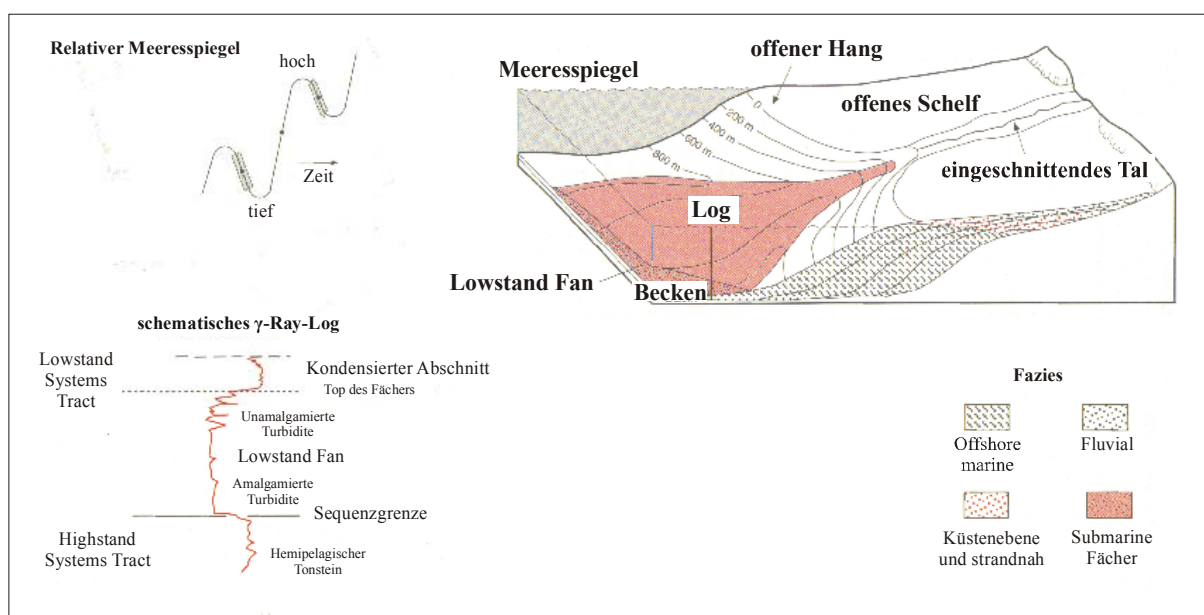 Relativer Meeresspiegel
hoch
tief
Zeit
Meeresspiegel
offener Hang
offenes Schelf
eingeschnittendes Tal
0
200 m
400 m
600 m
800 m
Log
Lowstand Fan
Becken
schematisches γ-Ray-Log
Lowstand
Systems
Tract
Kondensierter Abschnitt
Top des Fächers
Unamalgamierte
Turbidite
Lowstand Fan
Amalgamierte
Turbidite
Sequenzgrenze
Highstand
Systems Tract
Hemipelagischer
Tonstein
Fazies
Offshore
marine
Fluvial
Küstenebene
und strandnah
Submarine
Fächer